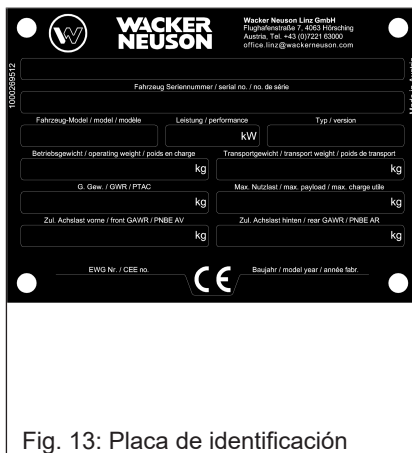 WACKER
NEUSON
Wacker Neuson Linz GmbH
Flughafenstraße 7, 4063 Hörsching
Austria, Tel. +43 (0)7221 63000
office.linz@wackerneuson.com
1000269512
Made in Austria
Fahrzeug Seriennummer / serial no. / no. de série
Fahrzeug-Model / model / modèle
Leistung / performance
Typ / version
kW
Betriebsgewicht / operating weight / poids en charge
Transportgewicht / transport weight / poids de transport
kg
kg
G. Gew. / GWR / PTAC
Max. Nutzlast / max. payload / max. charge utile
kg
kg
Zul. Achslast vorne / front GAWR / PNBE AV
Zul. Achslast hinten / rear GAWR / PNBE AR
kg
kg
EWG Nr. / CEE no.
CE
Baujahr / model year / année fabr.
Fig. 13: Placa de identificación